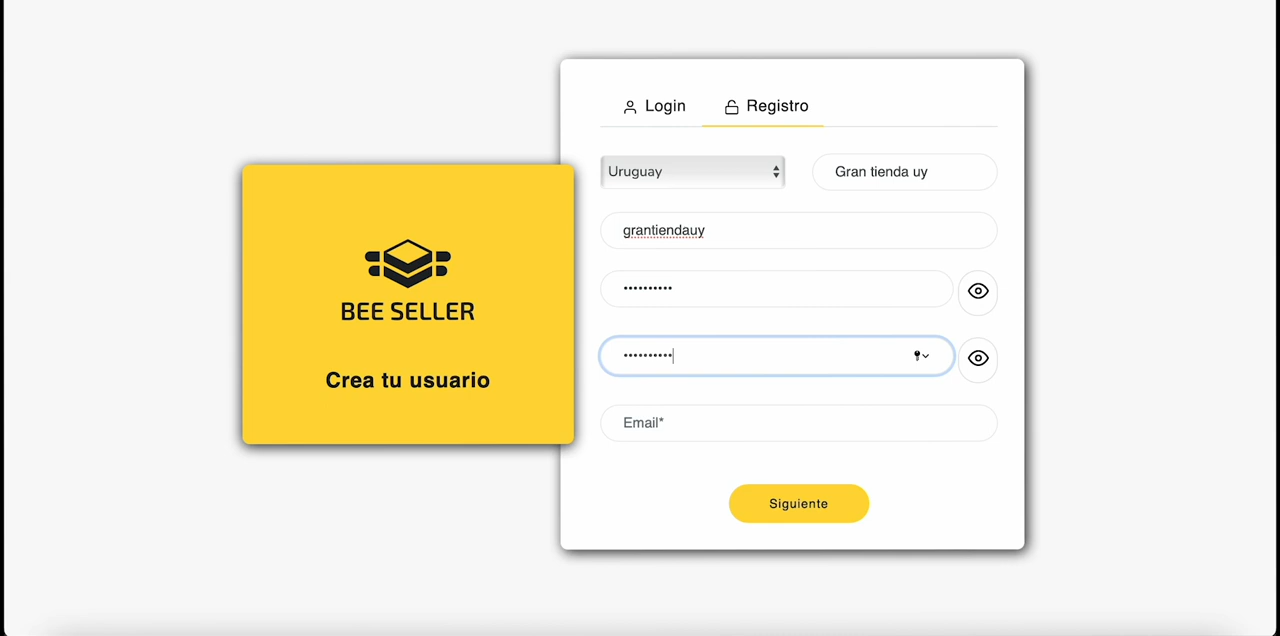 Login
Registro
Uruguay
Gran tienda uy
grantiendauy
••••••••••
••••••••••
Email*
Siguiente
BEE SELLER
Crea tu usuario